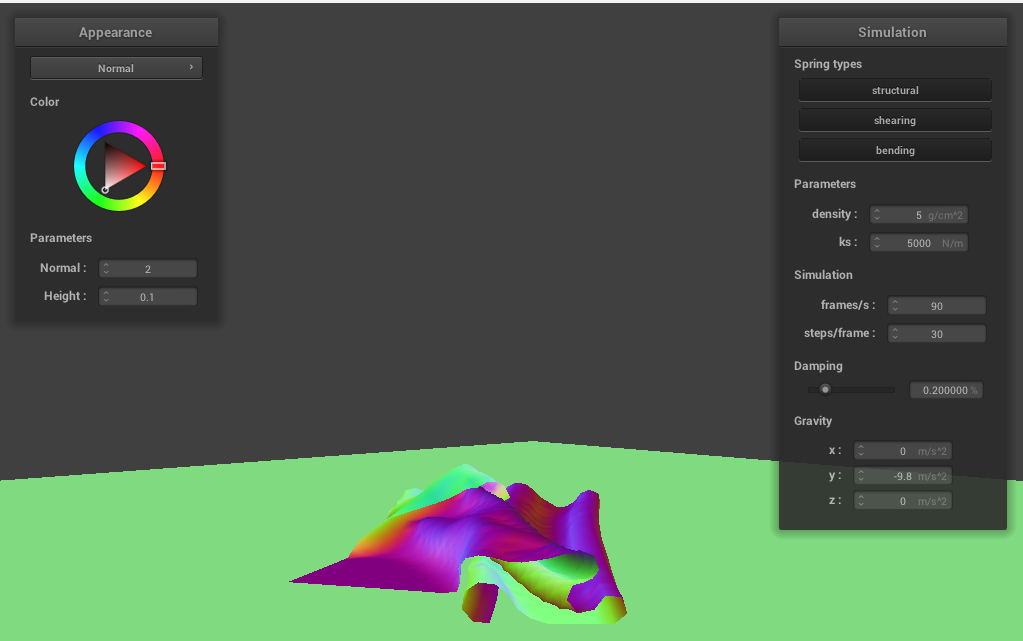 Appearance
Normal ›
Color
Parameters
Normal : 2
Height : 0.1
Simulation
Spring types
structural
shearing
bending
Parameters
density : 5 g/cm^2
ks : 5000 N/m
Simulation
frames/s : 90
steps/frame : 30
Damping
0.200000 %
Gravity
x : 0 m/s^2
y : -9.8 m/s^2
z : 0 m/s^2